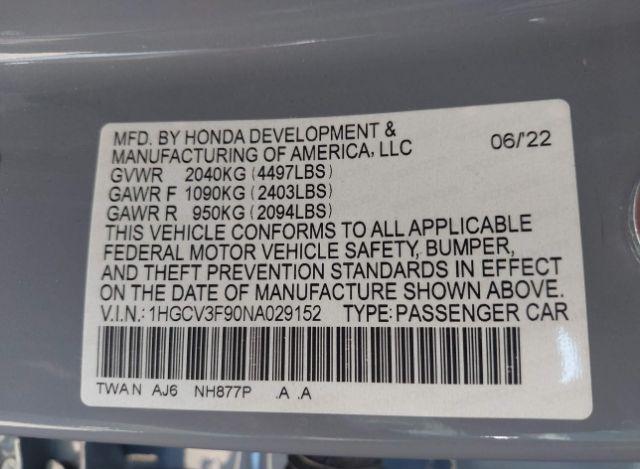 MFD. BY HONDA DEVELOPMENT & 
MANUFACTURING OF AMERICA, LLC 06/'22
GVWR 2040KG (4497LBS)
GAWR F 1090KG (2403LBS)
GAWR R 950KG (2094LBS)
THIS VEHICLE CONFORMS TO ALL APPLICABLE
FEDERAL MOTOR VEHICLE SAFETY, BUMPER,
AND THEFT PREVENTION STANDARDS IN EFFECT
ON THE DATE OF MANUFACTURE SHOWN ABOVE.
V.I.N.: 1HGCV3F90NA029152 TYPE: PASSENGER CAR
TWA N AJ6 NH877P .A .A